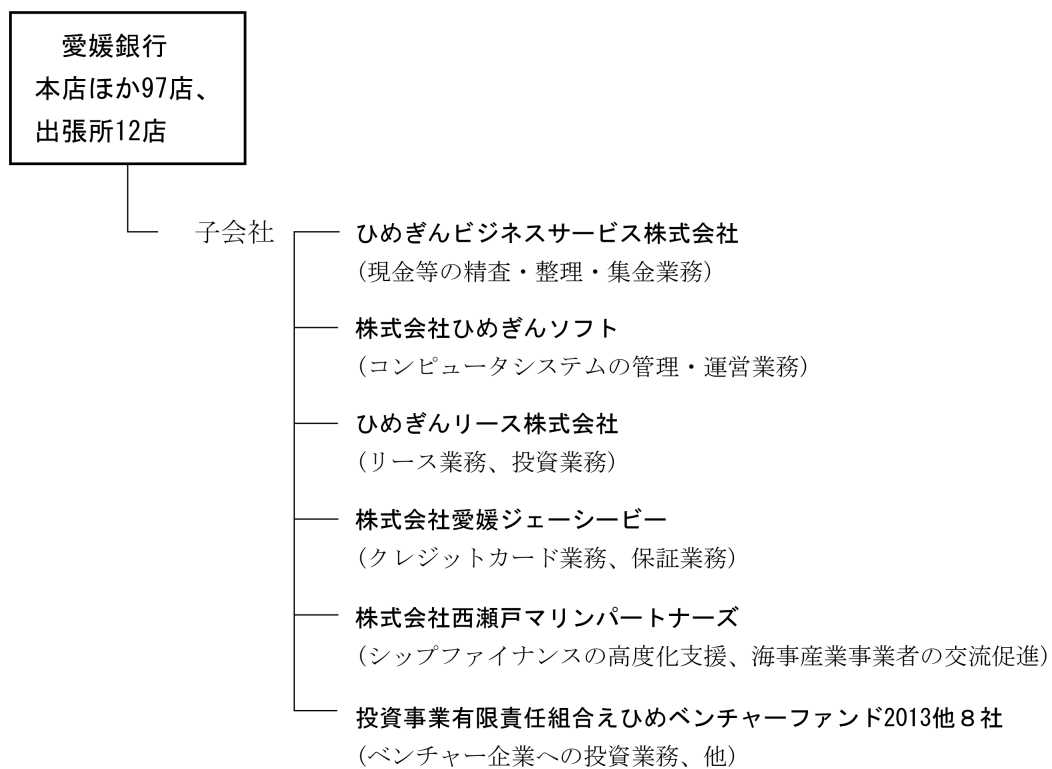 愛媛銀行
本店ほか97店、
出張所12店
子会社
ひめぎんビジネスサービス株式会社
（現金等の精査・整理・集金業務）
株式会社ひめぎんソフト
（コンピュータシステムの管理・運営業務）
ひめぎんリース株式会社
（リース業務、投資業務）
株式会社愛媛ジェーシービー
（クレジットカード業務、保証業務）
株式会社西瀬戸マリンパートナーズ
（シップファイナンスの高度化支援、海事産業事業者の交流促進）
投資事業有限責任組合えひめベンチャーファンド2013他８社
（ベンチャー企業への投資業務、他）